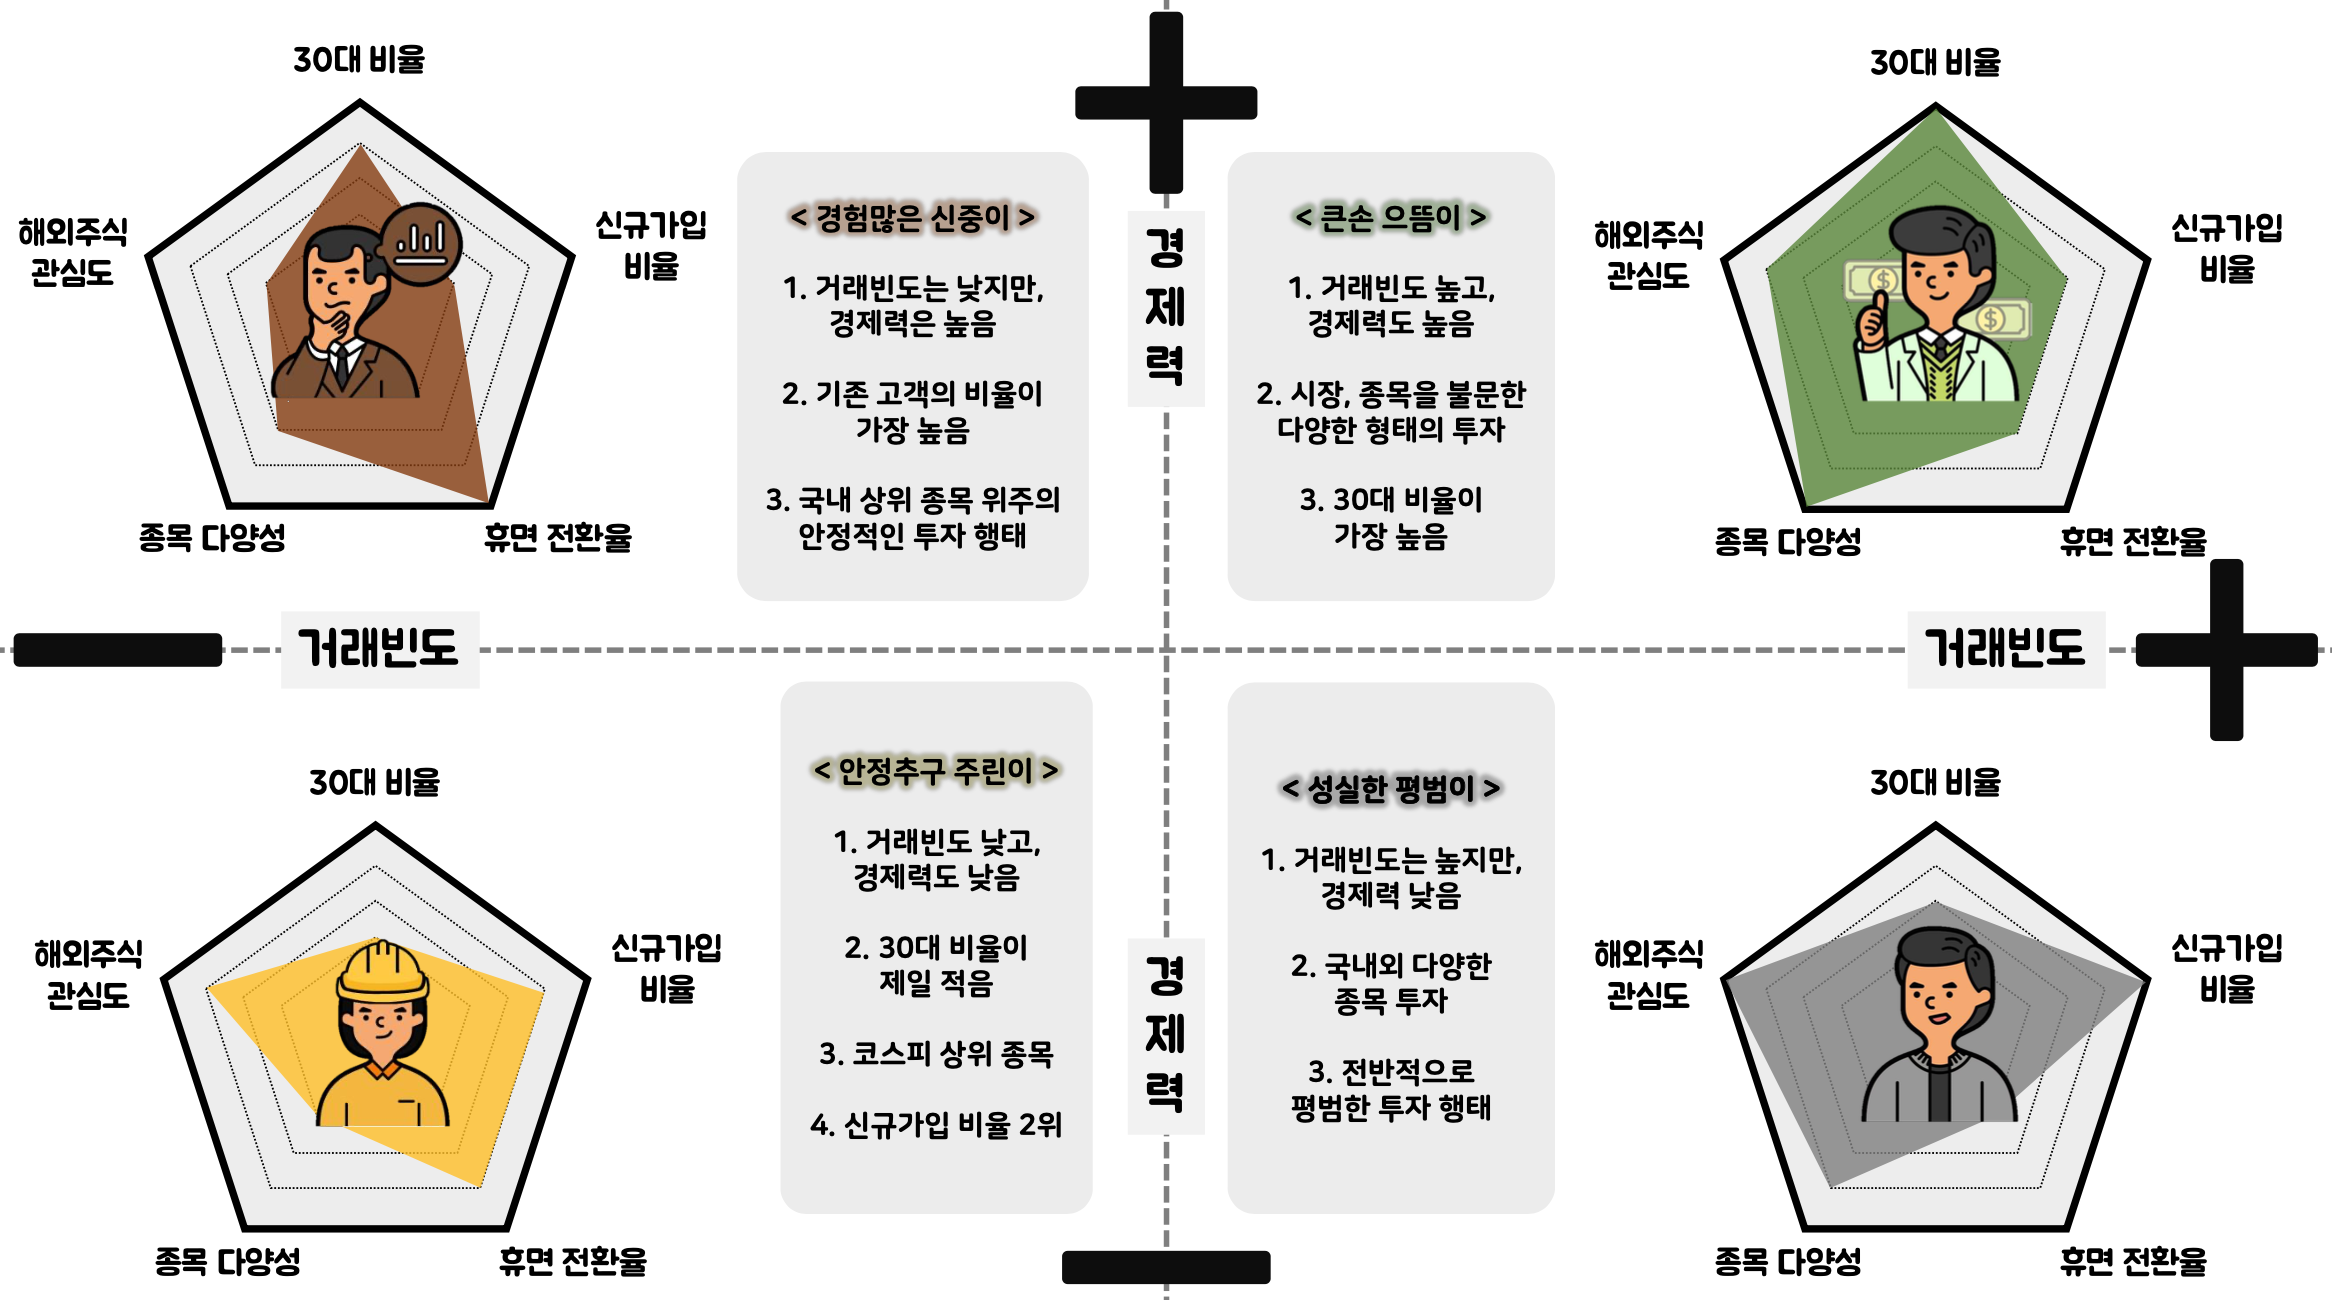 30대 비율
해외주식
관심도
신규가입
비율
종목 다양성
휴면 전환율
< 경험많은 신중이 >
1. 거래빈도는 낮지만,
경제력은 높음
2. 기존 고객의 비율이
가장 높음
3. 국내 상위 종목 위주의
안정적인 투자 행태
경
제
력
< 큰손 으뜸이 >
1. 거래빈도 높고,
경제력도 높음
2. 시장, 종목을 불문한
다양한 형태의 투자
3. 30대 비율이
가장 높음
30대 비율
해외주식
관심도
신규가입
비율
종목 다양성
휴면 전환율
거래빈도
거래빈도
30대 비율
해외주식
관심도
신규가입
비율
종목 다양성
휴면 전환율
< 안정추구 주린이 >
1. 거래빈도 낮고,
경제력도 낮음
2. 30대 비율이
제일 적음
3. 코스피 상위 종목
4. 신규가입 비율 2위
경
제
력
< 성실한 평범이 >
1. 거래빈도는 높지만,
경제력 낮음
2. 국내외 다양한
종목 투자
3. 전반적으로
평범한 투자 행태
30대 비율
해외주식
관심도
신규가입
비율
종목 다양성
휴면 전환율